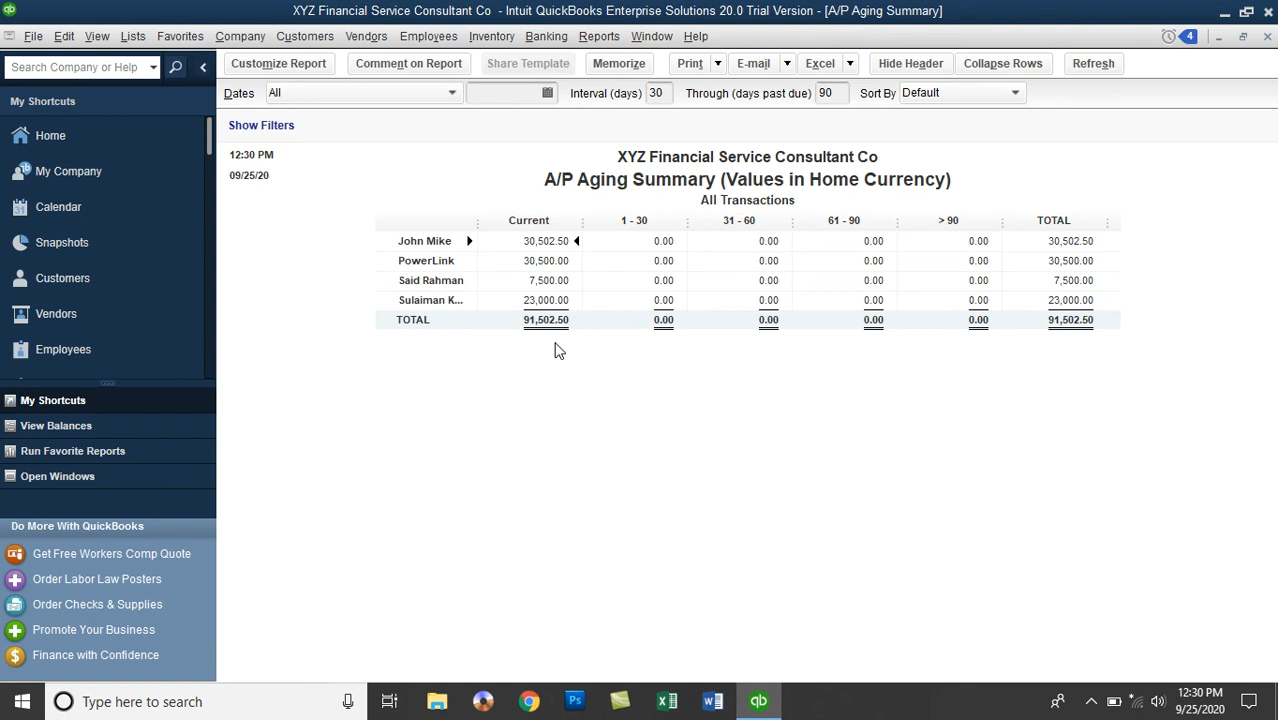 XYZ Financial Service Consultant Co - Intuit QuickBooks Enterprise Solutions 20.0 Trial Version - [A/P Aging Summary]
File Edit View Lists Favorites Company Customers Vendors Employees Inventory Banking Reports Window Help 4
Search Company or Help
Customize Report Comment on Report Share Template Memorize Print E-mail Excel Hide Header Collapse Rows Refresh
Dates All Interval (days) 30 Through (days past due) 90 Sort By Default
My Shortcuts
Show Filters
Home
My Company
Calendar
Snapshots
Customers
Vendors
Employees
My Shortcuts
View Balances
Run Favorite Reports
Open Windows
Do More With QuickBooks
Get Free Workers Comp Quote
Order Labor Law Posters
Order Checks & Supplies
Promote Your Business
Finance with Confidence
12:30 PM
09/25/20
XYZ Financial Service Consultant Co
A/P Aging Summary (Values in Home Currency)
All Transactions
Current 1 - 30 31 - 60 61 - 90 > 90 TOTAL
John Mike 30,502.50 0.00 0.00 0.00 0.00 30,502.50
PowerLink 30,500.00 0.00 0.00 0.00 0.00 30,500.00
Said Rahman 7,500.00 0.00 0.00 0.00 0.00 7,500.00
Sulaiman K... 23,000.00 0.00 0.00 0.00 0.00 23,000.00
TOTAL 91,502.50 0.00 0.00 0.00 0.00 91,502.50
Type here to search
12:30 PM
9/25/2020